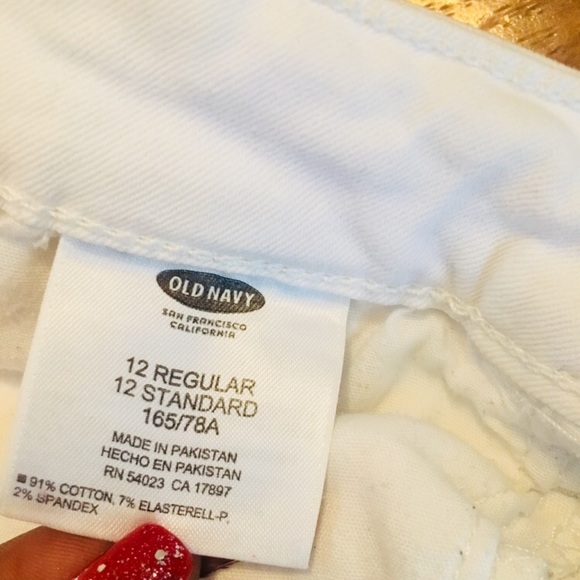 OLD NAVY
SAN FRANCISCO
CALIFORNIA
12 REGULAR
12 STANDARD
165/78A
MADE IN PAKISTAN
HECHO EN PAKISTAN
RN 54023 CA 17897
91% COTTON, 7% ELASTERELL-P,
2% SPANDEX